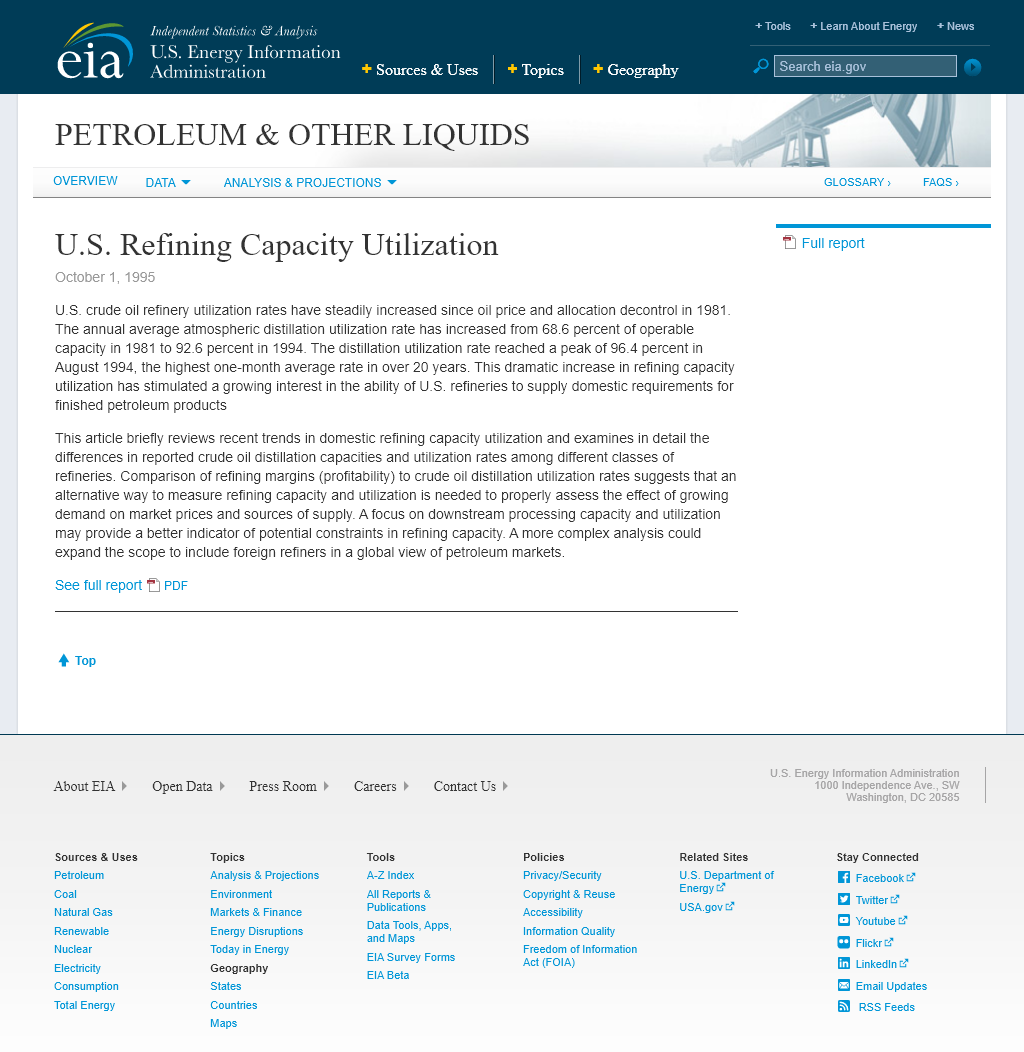 + Tools + Learn About Energy + News
eia
Independent Statistics & Analysis
U.S. Energy Information
Administration
+ Sources & Uses + Topics + Geography
Search eia.gov
PETROLEUM & OTHER LIQUIDS
OVERVIEW DATA ANALYSIS & PROJECTIONS GLOSSARY › FAQS ›
U.S. Refining Capacity Utilization
October 1, 1995
Full report
U.S. crude oil refinery utilization rates have steadily increased since oil price and allocation decontrol in 1981.
The annual average atmospheric distillation utilization rate has increased from 68.6 percent of operable
capacity in 1981 to 92.6 percent in 1994. The distillation utilization rate reached a peak of 96.4 percent in
August 1994, the highest one-month average rate in over 20 years. This dramatic increase in refining capacity
utilization has stimulated a growing interest in the ability of U.S. refineries to supply domestic requirements for
finished petroleum products
This article briefly reviews recent trends in domestic refining capacity utilization and examines in detail the
differences in reported crude oil distillation capacities and utilization rates among different classes of
refineries. Comparison of refining margins (profitability) to crude oil distillation utilization rates suggests that an
alternative way to measure refining capacity and utilization is needed to properly assess the effect of growing
demand on market prices and sources of supply. A focus on downstream processing capacity and utilization
may provide a better indicator of potential constraints in refining capacity. A more complex analysis could
expand the scope to include foreign refiners in a global view of petroleum markets.
See full report PDF
Top
About EIA Open Data Press Room Careers Contact Us
U.S. Energy Information Administration
1000 Independence Ave., SW
Washington, DC 20585
Sources & Uses
Petroleum
Coal
Natural Gas
Renewable
Nuclear
Electricity
Consumption
Total Energy
Topics
Analysis & Projections
Environment
Markets & Finance
Energy Disruptions
Today in Energy
Geography
States
Countries
Maps
Tools
A-Z Index
All Reports &
Publications
Data Tools, Apps,
and Maps
EIA Survey Forms
EIA Beta
Policies
Privacy/Security
Copyright & Reuse
Accessibility
Information Quality
Freedom of Information
Act (FOIA)
Related Sites
U.S. Department of
Energy
USA.gov
Stay Connected
Facebook
Twitter
Youtube
Flickr
LinkedIn
Email Updates
RSS Feeds